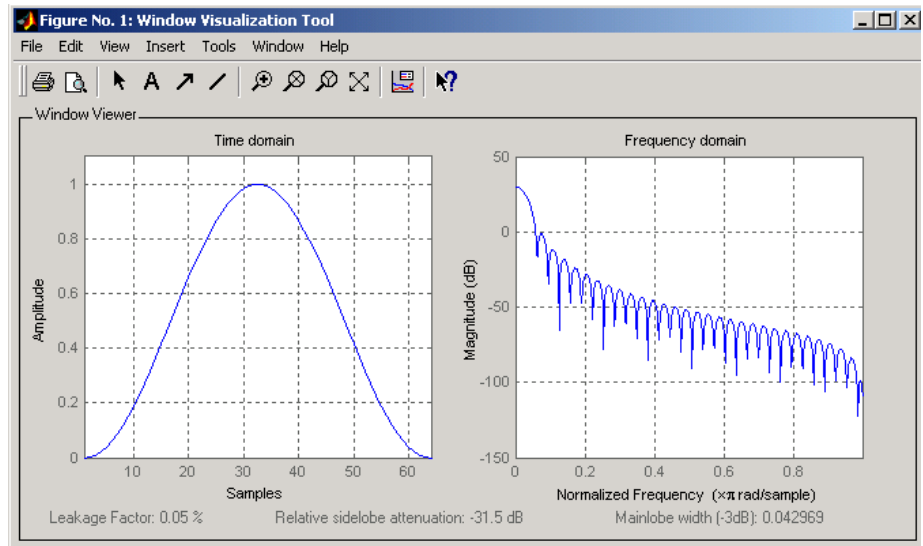 Figure No. 1: Window Visualization Tool
File Edit View Insert Tools Window Help
A
?
Window Viewer
Time domain
Amplitude
1
0.8
0.6
0.4
0.2
0
10 20 30 40 50 60
Samples
Frequency domain
Magnitude (dB)
50
0
-50
-100
-150
0 0.2 0.4 0.6 0.8
Normalized Frequency (×π rad/sample)
Leakage Factor: 0.05 % Relative sidelobe attenuation: -31.5 dB Mainlobe width (-3dB): 0.042969